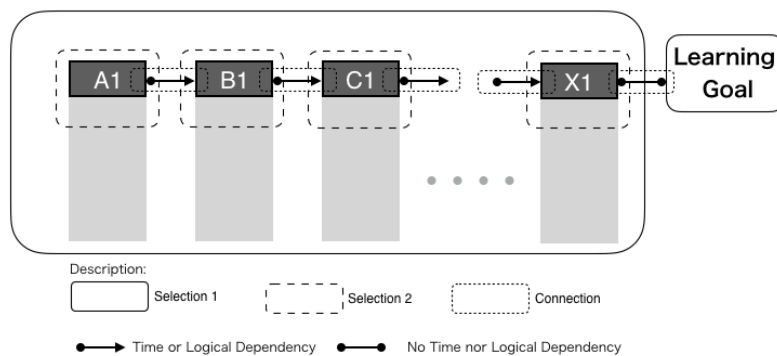 A1
B1
C1
X1
Learning
Goal
Description:
Selection 1
Selection 2
Connection
Time or Logical Dependency
No Time nor Logical Dependency